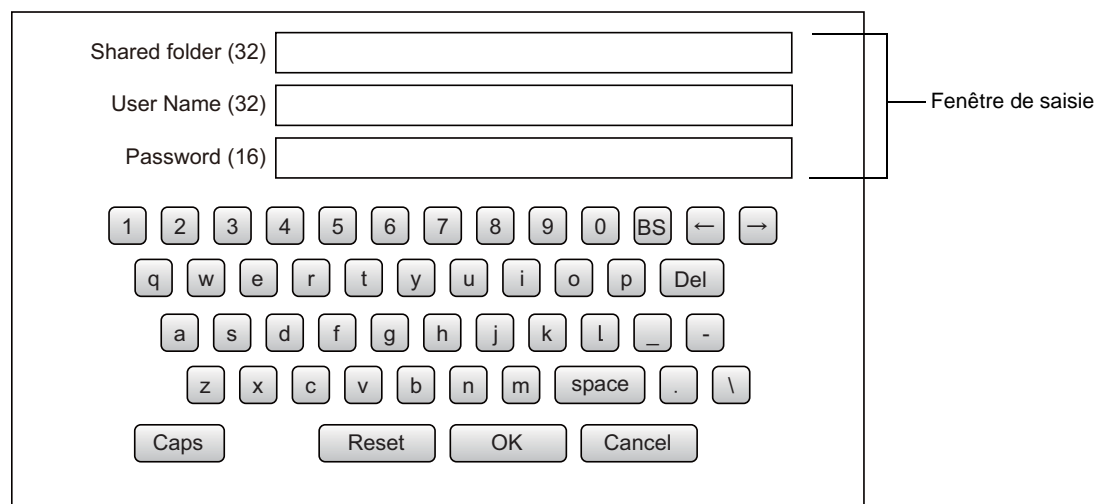 Shared folder (32)
User Name (32)
Fenêtre de saisie
Password (16)
1 2 3 4 5 6 7 8 9 0 BS ← →
q w e r t y u i o p Del
a s d f g h j k l _ -
z x c v b n m space . \
Caps Reset OK Cancel